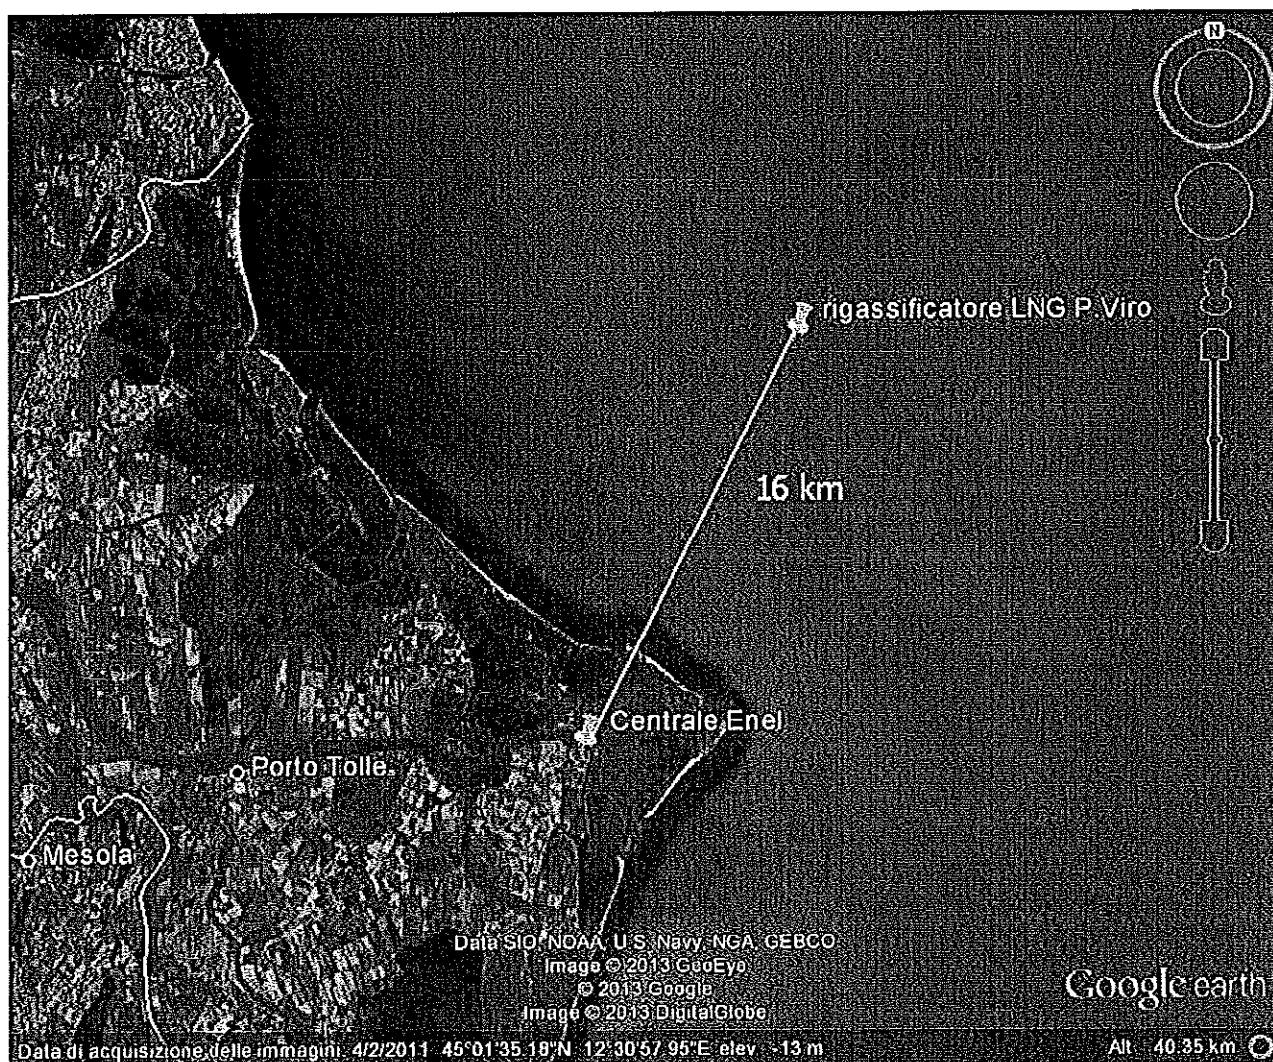 N
rigassificatore LNG P.Viro
16 km
Centrale Enel
Porto Tolle
Mesola
Data SIO, NOAA, U.S. Navy, NGA, GEBCO
Image © 2013 GeoEye
© 2013 Google
Image © 2013 DigitalGlobe
Google earth
Data di acquisizione delle immagini: 4/2/2011 45°01'35.18"N 12°30'57.95"E elev -13 m
Alt 40.35 km